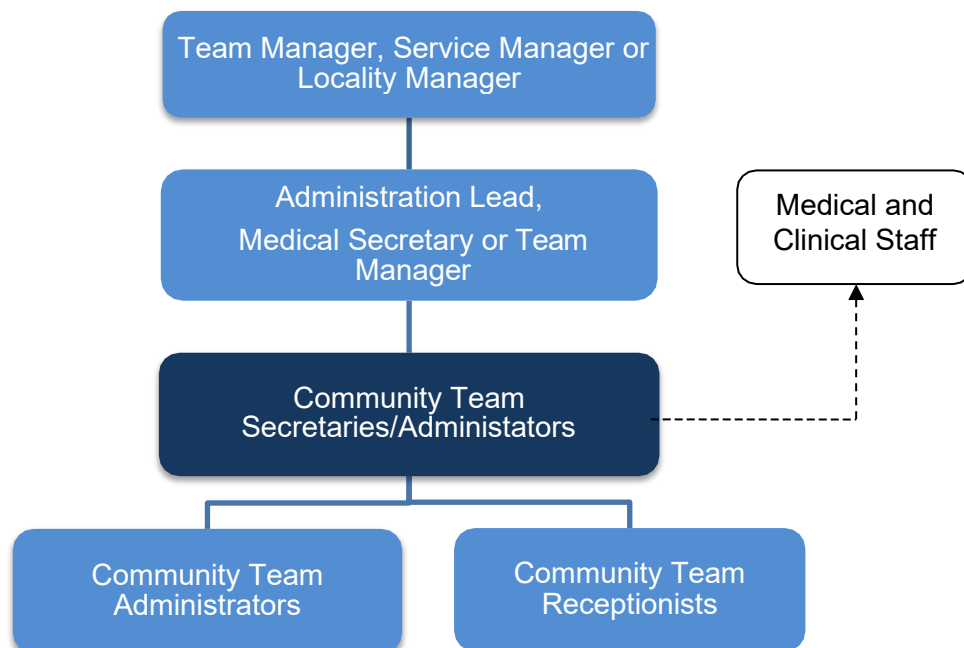 Team Manager, Service Manager or
Locality Manager
Administration Lead,
Medical Secretary or Team
Manager
Medical and
Clinical Staff
Community Team
Secretaries/Administators
Community Team
Administrators
Community Team
Receptionists